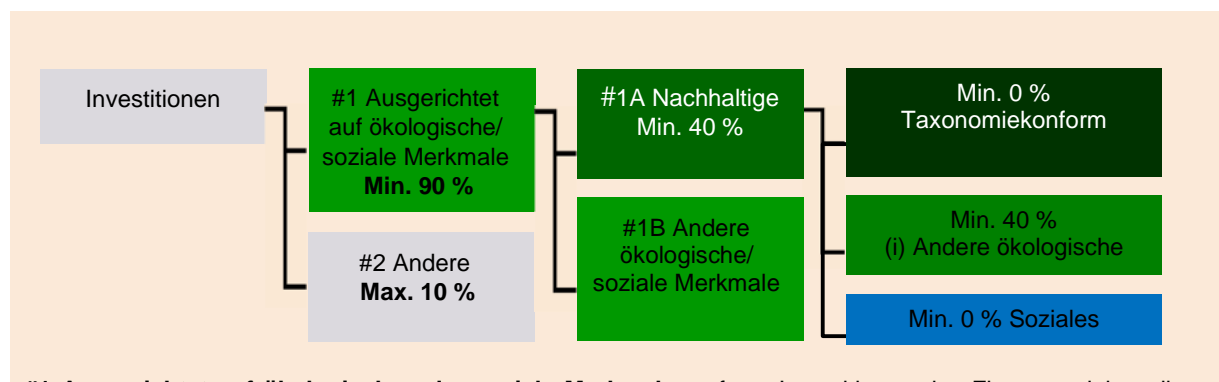 Investitionen
#1 Ausgerichtet
auf ökologische/
soziale Merkmale
Min. 90 %
#2 Andere
Max. 10 %
#1A Nachhaltige
Min. 40 %
#1B Andere
ökologische/
soziale Merkmale
Min. 0 %
Taxonomiekonform
Min. 40 %
(i) Andere ökologische
Min. 0 % Soziales